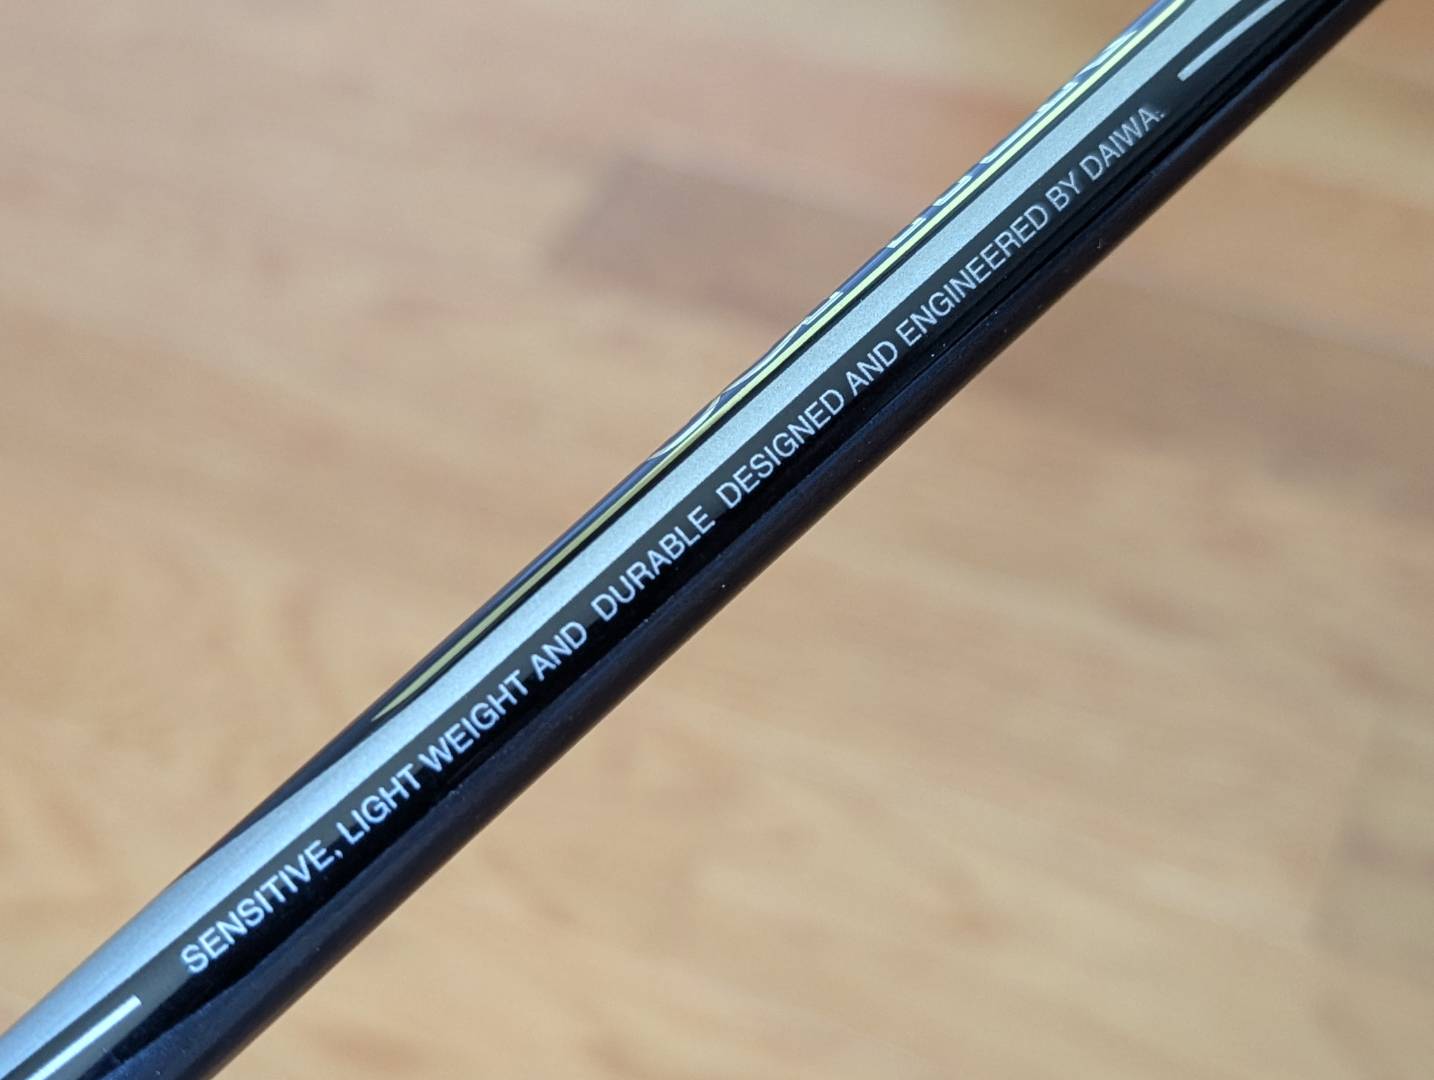 SENSITIVE, LIGHT WEIGHT AND DURABLE DESIGNED AND ENGINEERED BY DAIWA.